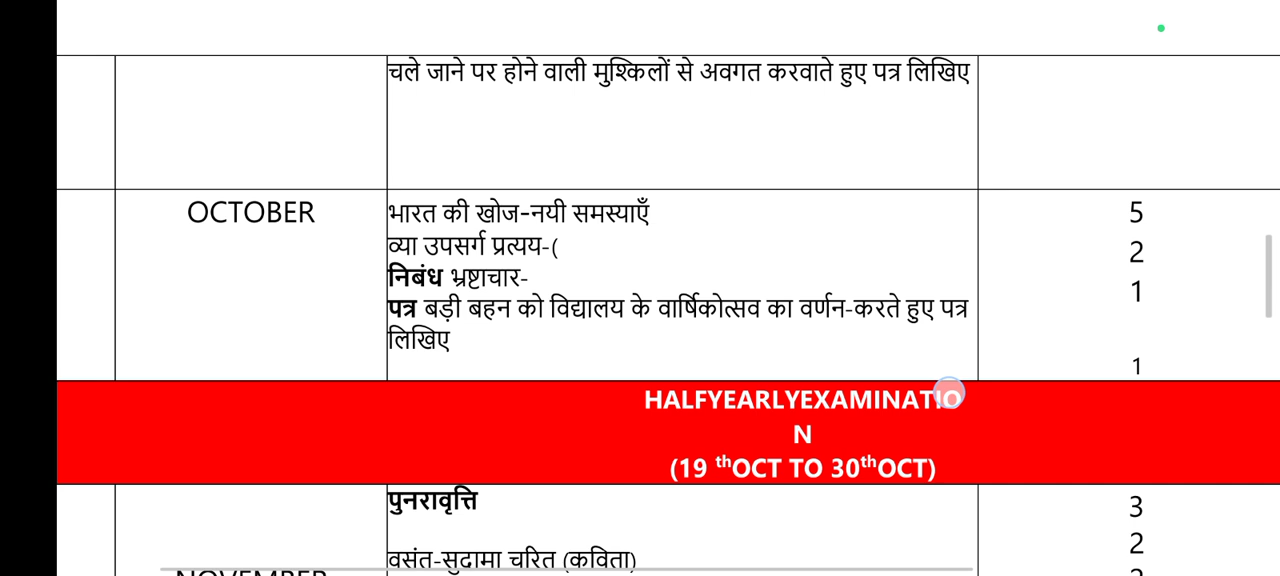 चले जाने पर होने वाली मुश्किलों से अवगत करवाते हुए पत्र लिखिए
OCTOBER
भारत की खोज-नयी समस्याएँ
5
व्या उपसर्ग प्रत्यय-(
2
निबंध भ्रष्टाचार-
1
पत्र बड़ी बहन को विद्यालय के वार्षिकोत्सव का वर्णन-करते हुए पत्र
लिखिए
1
HALFYEARLYEXAMINATIO
N
(19 thOCT TO 30thOCT)
पुनरावृत्ति
3
2
वसंत-सुदामा चरित (कविता)
NOVEMBER